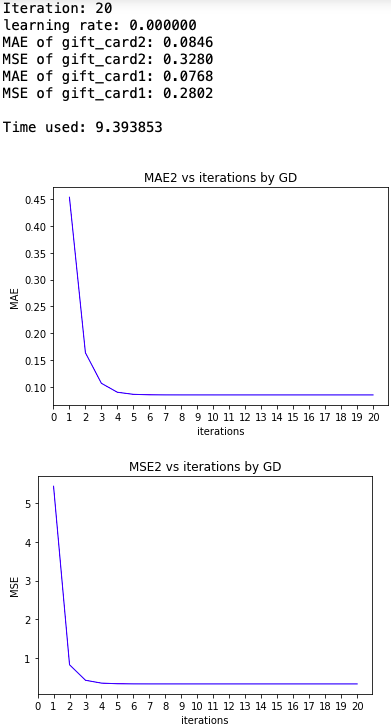 Iteration: 20
learning rate: 0.000000
MAE of gift_card2: 0.0846
MSE of gift_card2: 0.3280
MAE of gift_card1: 0.0768
MSE of gift_card1: 0.2802
Time used: 9.393853
MAE2 vs iterations by GD
0.45
0.40
0.35
0.30
0.25
0.20
0.15
0.10
MAE
0 1 2 3 4 5 6 7 8 9 10 11 12 13 14 15 16 17 18 19 20
iterations
MSE2 vs iterations by GD
5
4
3
2
1
MSE
0 1 2 3 4 5 6 7 8 9 10 11 12 13 14 15 16 17 18 19 20
iterations